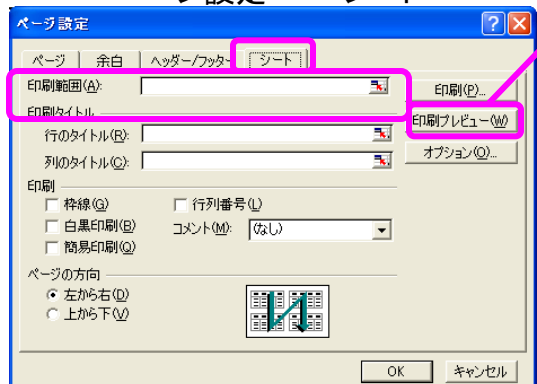 ページ設定
ページ 余白 ヘッダー/フッター シート
印刷範囲(A):
印刷(P)...
印刷タイトル
印刷プレビュー(W)
行のタイトル(R):
オプション(O)...
列のタイトル(C):
印刷
枠線(G) 行列番号(L)
白黒印刷(B) コメント(M): (なし)
簡易印刷(Q)
ページの方向
左から右(D)
上から下(V)
OK キャンセル